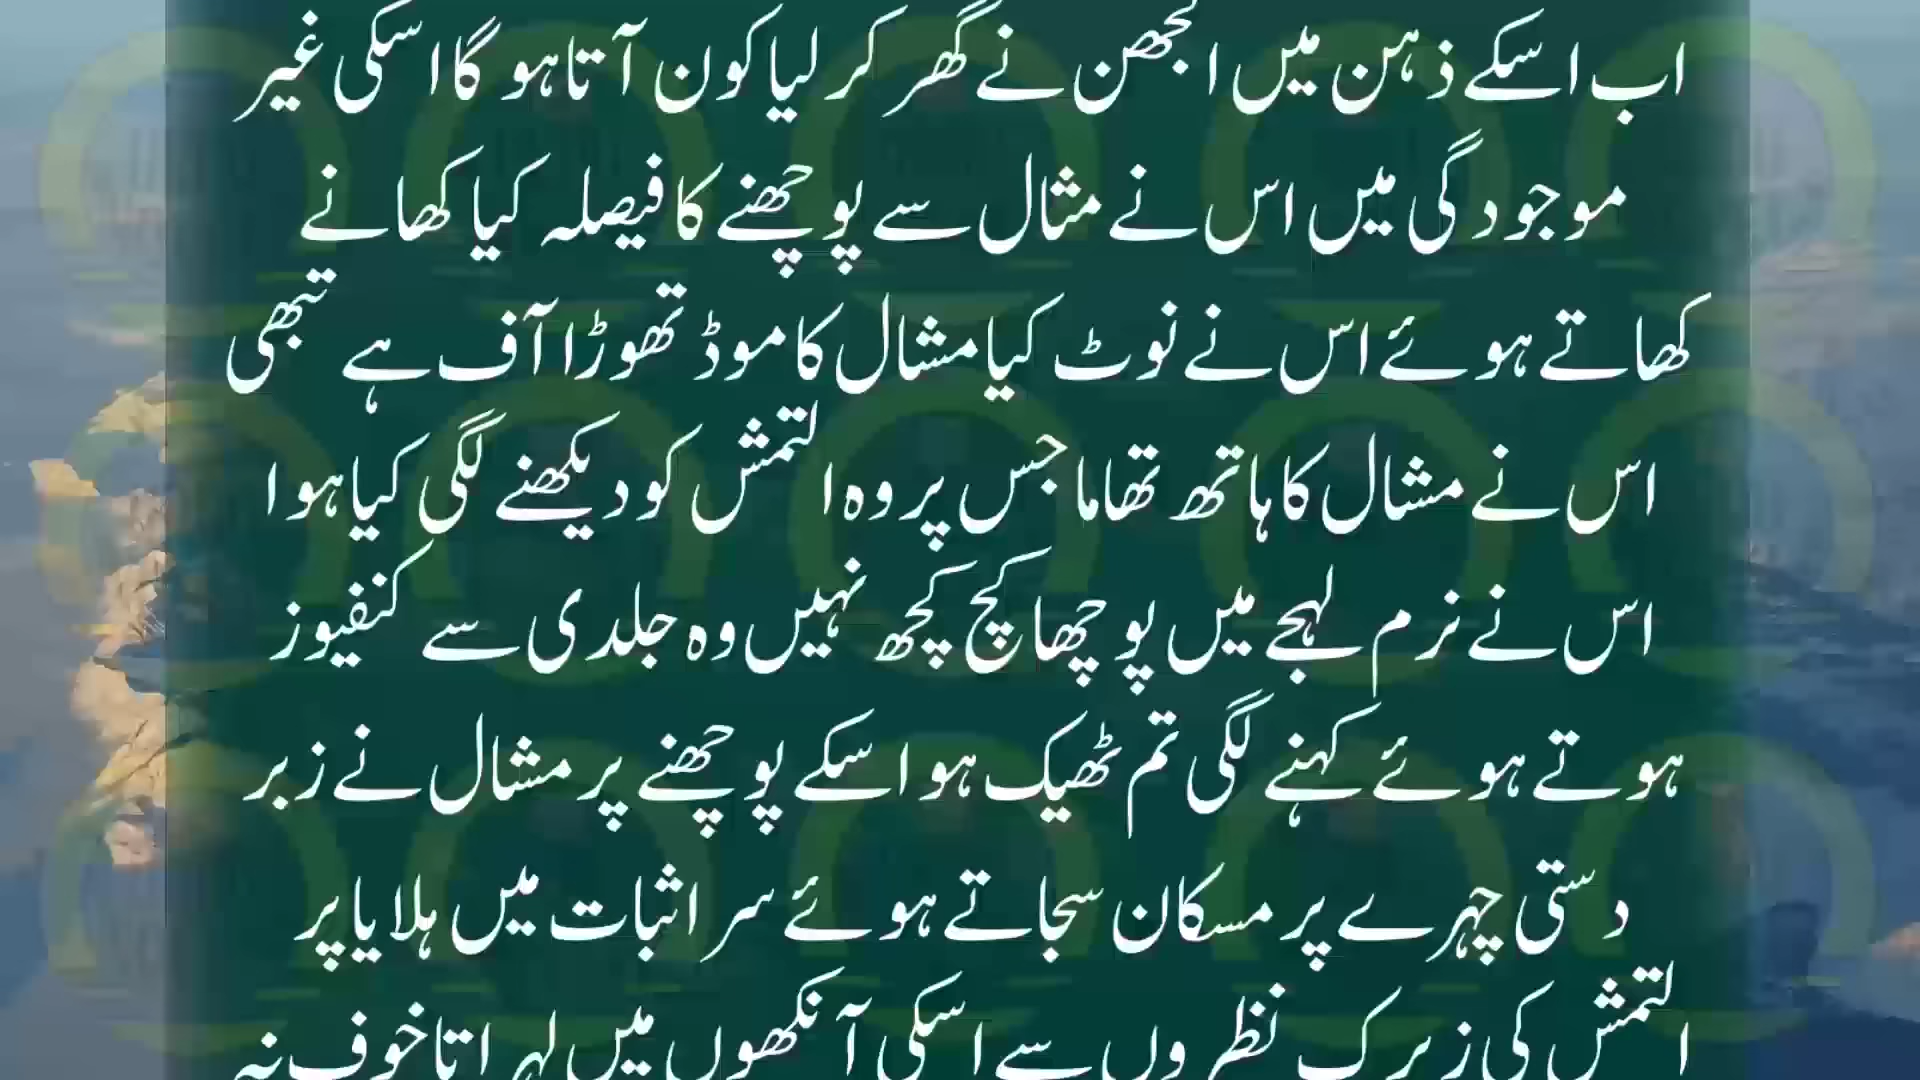 اب اسکے ذہن میں الجھن نے گھر کر لیا کون آتا ہو گا اسکی غیر
موجودگی میں اس نے مثال سے پوچھنے کا فیصلہ کیا کھانے
کھاتے ہوئے اس نے نوٹ کیا مشال کا موڈ تھوڑا آف ہے تبھی
اس نے مشال کا ہاتھ تھاما جس پر وہ التمش کو دیکھنے لگی کیا ہوا
اس نے نرم لہجے میں پوچھا کچ کچھ نہیں وہ جلدی سے کنفیوز
ہوتے ہوئے کہنے لگی تم ٹھیک ہو اسکے پوچھنے پر مشال نے زبر
دستی چہرے پر مسکان سجاتے ہوئے سر اثبات میں ہلایا پر
التمش کی زیرک نظروں سے اسکی آنکھوں میں لہراتا خوف نہ